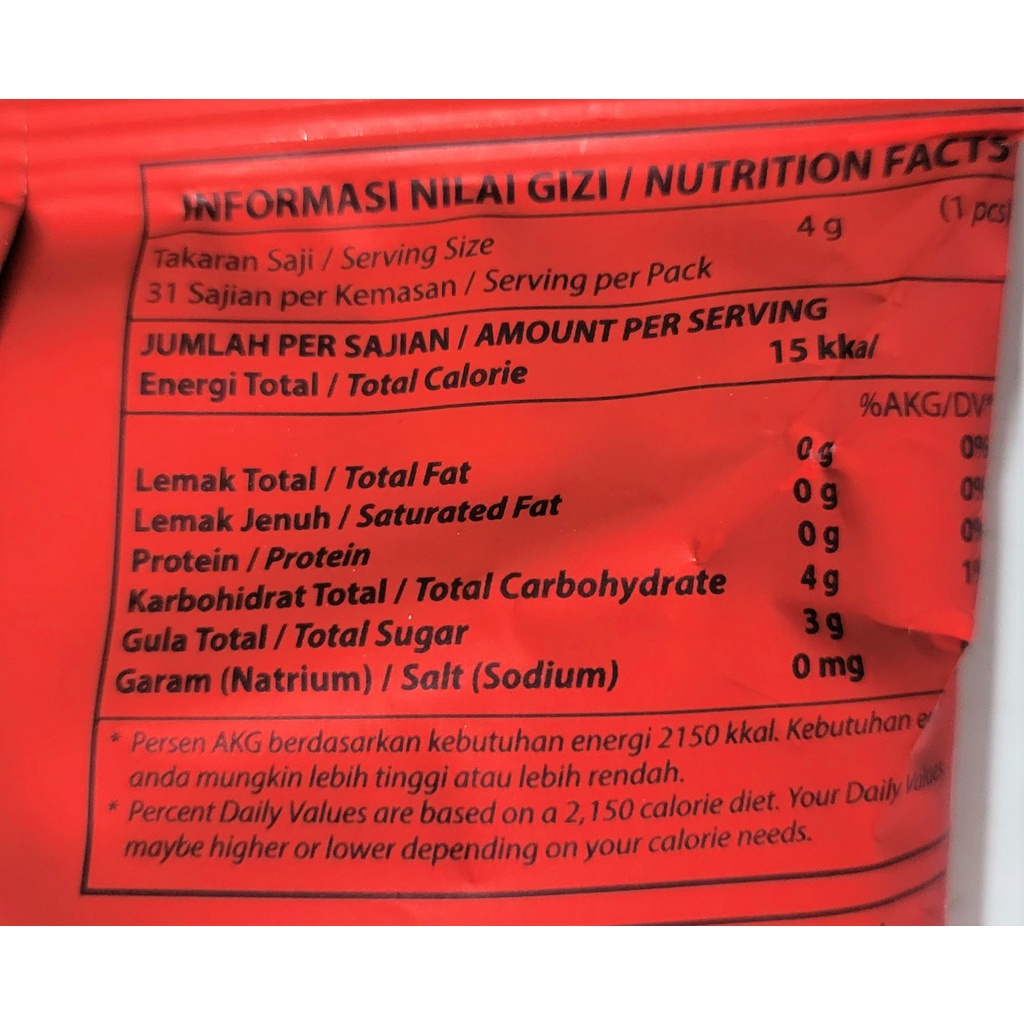 INFORMASI NILAI GIZI / NUTRITION FACTS
Takaran Saji / Serving Size 4 g (1 pcs
31 Sajian per Kemasan / Serving per Pack
JUMLAH PER SAJIAN / AMOUNT PER SERVING
Energi Total / Total Calorie 15 kkal
%AKG/DV*
Lemak Total / Total Fat 0 g 0%
Lemak Jenuh / Saturated Fat 0 g 0%
Protein / Protein 0 g 0%
Karbohidrat Total / Total Carbohydrate 4 g 1%
Gula Total / Total Sugar 3 g
Garam (Natrium) / Salt (Sodium) 0 mg
* Persen AKG berdasarkan kebutuhan energi 2150 kkal. Kebutuhan
anda mungkin lebih tinggi atau lebih rendah.
* Percent Daily Values are based on a 2,150 calorie diet. Your Daily Values
maybe higher or lower depending on your calorie needs.